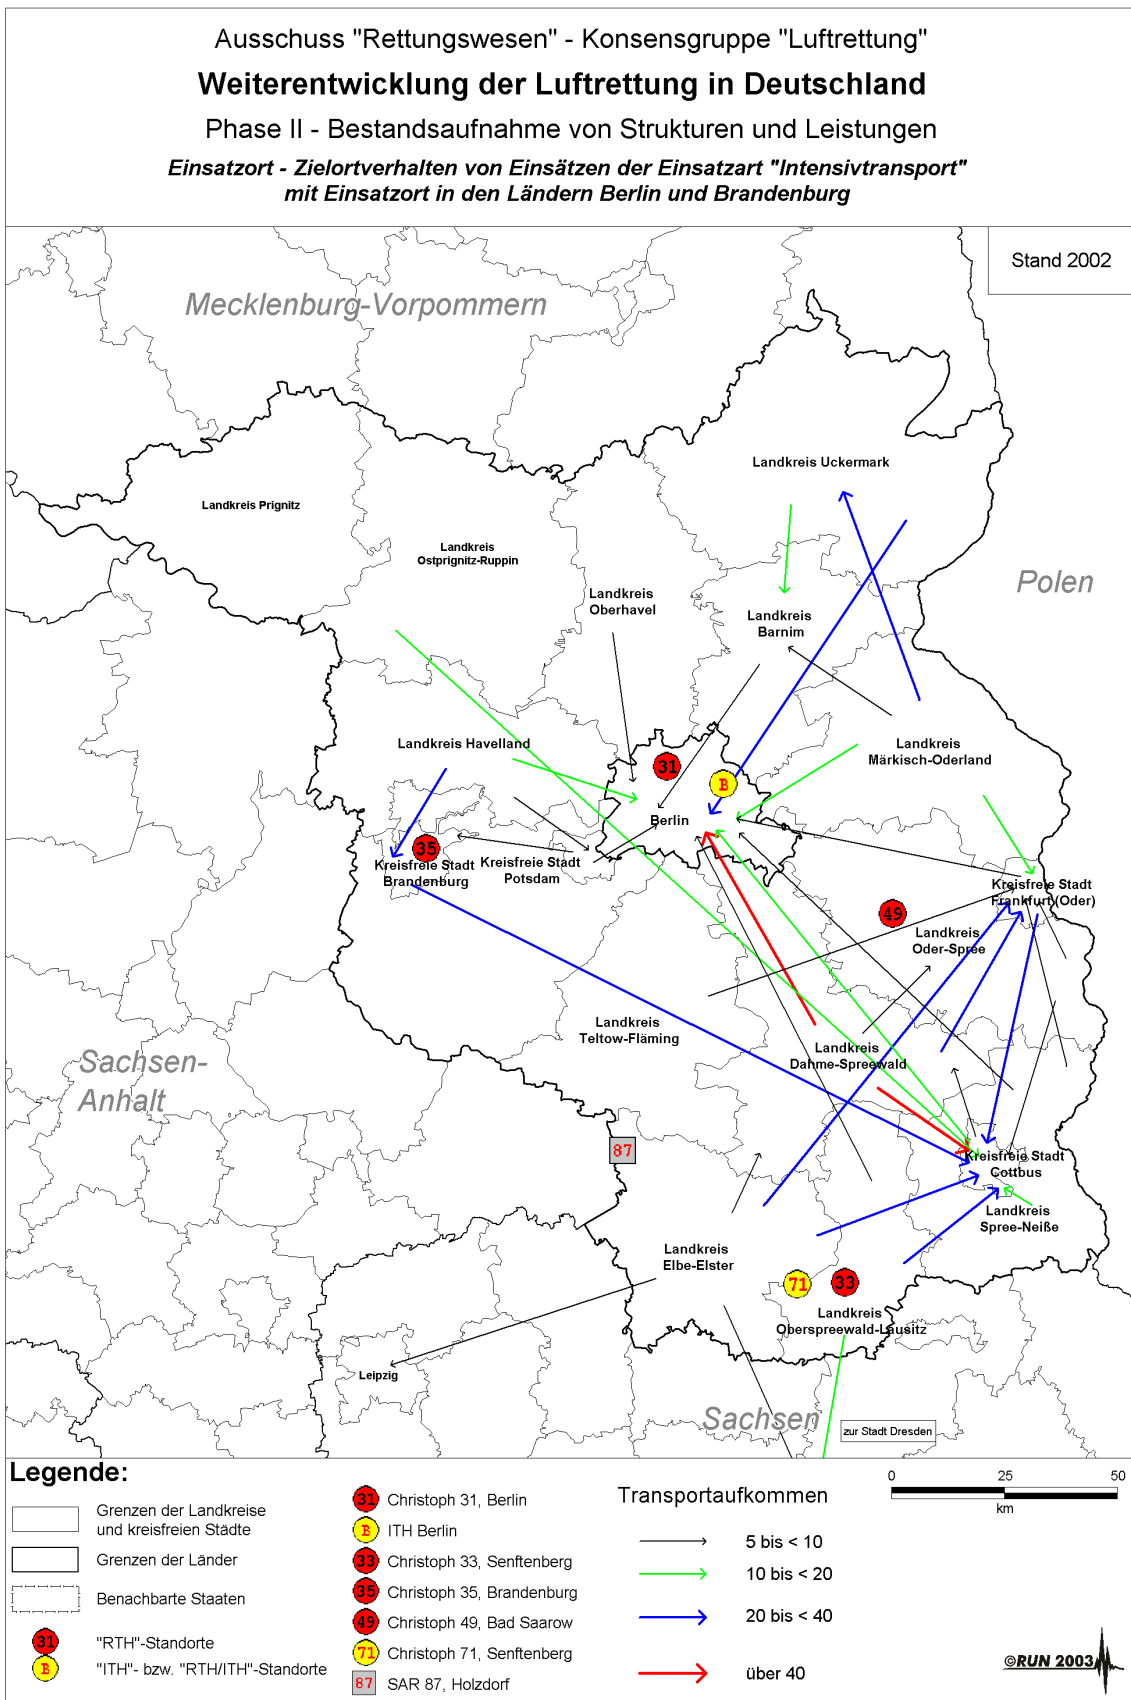 Ausschuss "Rettungswesen" - Konsensgruppe "Luftrettung"
Weiterentwicklung der Luftrettung in Deutschland
Phase II - Bestandsaufnahme von Strukturen und Leistungen
Einsatzort - Zielortverhalten von Einsätzen der Einsatzart "Intensivtransport"
mit Einsatzort in den Ländern Berlin und Brandenburg
Stand 2002
Mecklenburg-Vorpommern
Landkreis Uckermark
Landkreis Prignitz
Landkreis
Ostprignitz-Ruppin
Polen
Landkreis
Oberhavel
Landkreis
Barnim
Landkreis Havelland
Landkreis
Märkisch-Oderland
31
B
Berlin
35
Kreisfreie Stadt
Brandenburg
Kreisfreie Stadt
Potsdam
Kreisfreie Stadt
Frankfurt (Oder)
49
Landkreis
Oder-Spree
Landkreis
Teltow-Fläming
Landkreis
Dahme-Spreewald
Sachsen-
Anhalt
87
Kreisfreie Stadt
Cottbus
Landkreis
Spree-Neiße
Landkreis
Elbe-Elster
71
33
Landkreis
Oberspreewald-Lausitz
Leipzig
Sachsen
zur Stadt Dresden
Legende:
Grenzen der Landkreise
und kreisfreien Städte
Grenzen der Länder
Benachbarte Staaten
31 "RTH"-Standorte
B "ITH"- bzw. "RTH/ITH"-Standorte
31 Christoph 31, Berlin
B ITH Berlin
33 Christoph 33, Senftenberg
35 Christoph 35, Brandenburg
49 Christoph 49, Bad Saarow
71 Christoph 71, Senftenberg
87 SAR 87, Holzdorf
Transportaufkommen
5 bis < 10
10 bis < 20
20 bis < 40
über 40
0 25 50
km
©RUN 2003